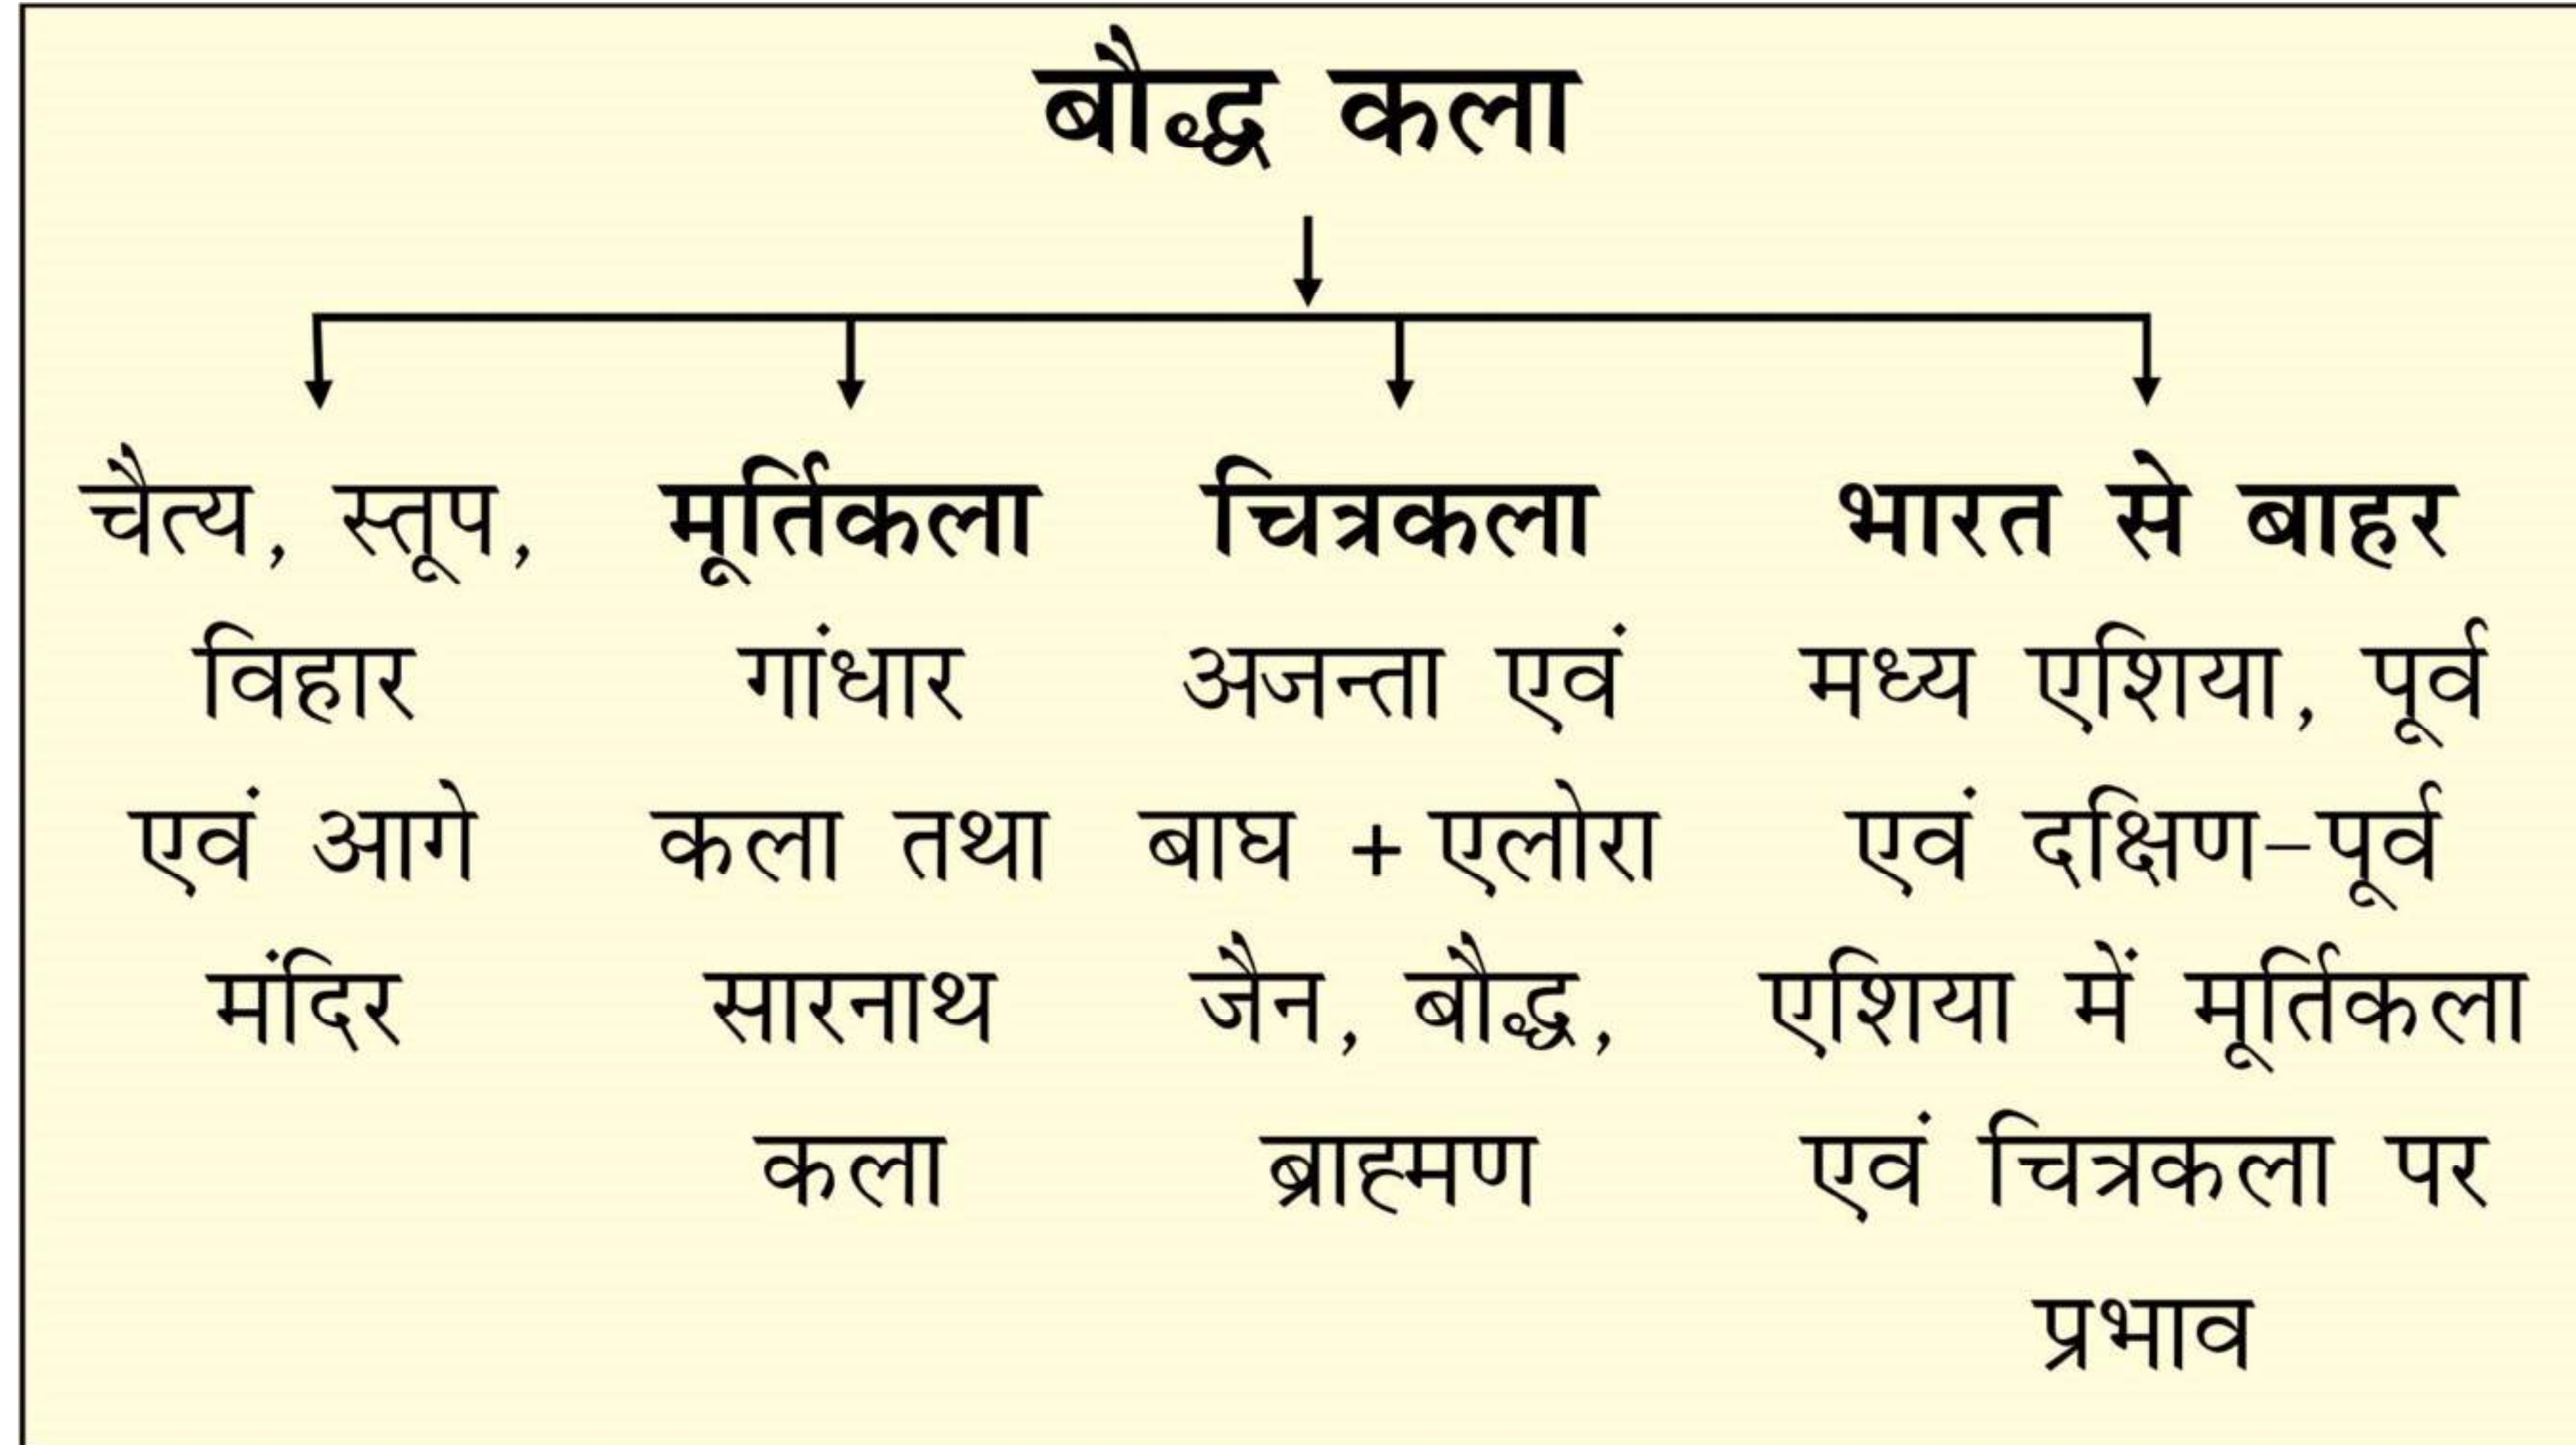 बौद्ध कला
चैत्य, स्तूप,
विहार
एवं आगे
मंदिर
मूर्तिकला
गांधार
कला तथा
सारनाथ
कला
चित्रकला
अजन्ता एवं
बाघ + एलोरा
जैन, बौद्ध,
ब्राह्मण
भारत से बाहर
मध्य एशिया, पूर्व
एवं दक्षिण-पूर्व
एशिया में मूर्तिकला
एवं चित्रकला पर
प्रभाव